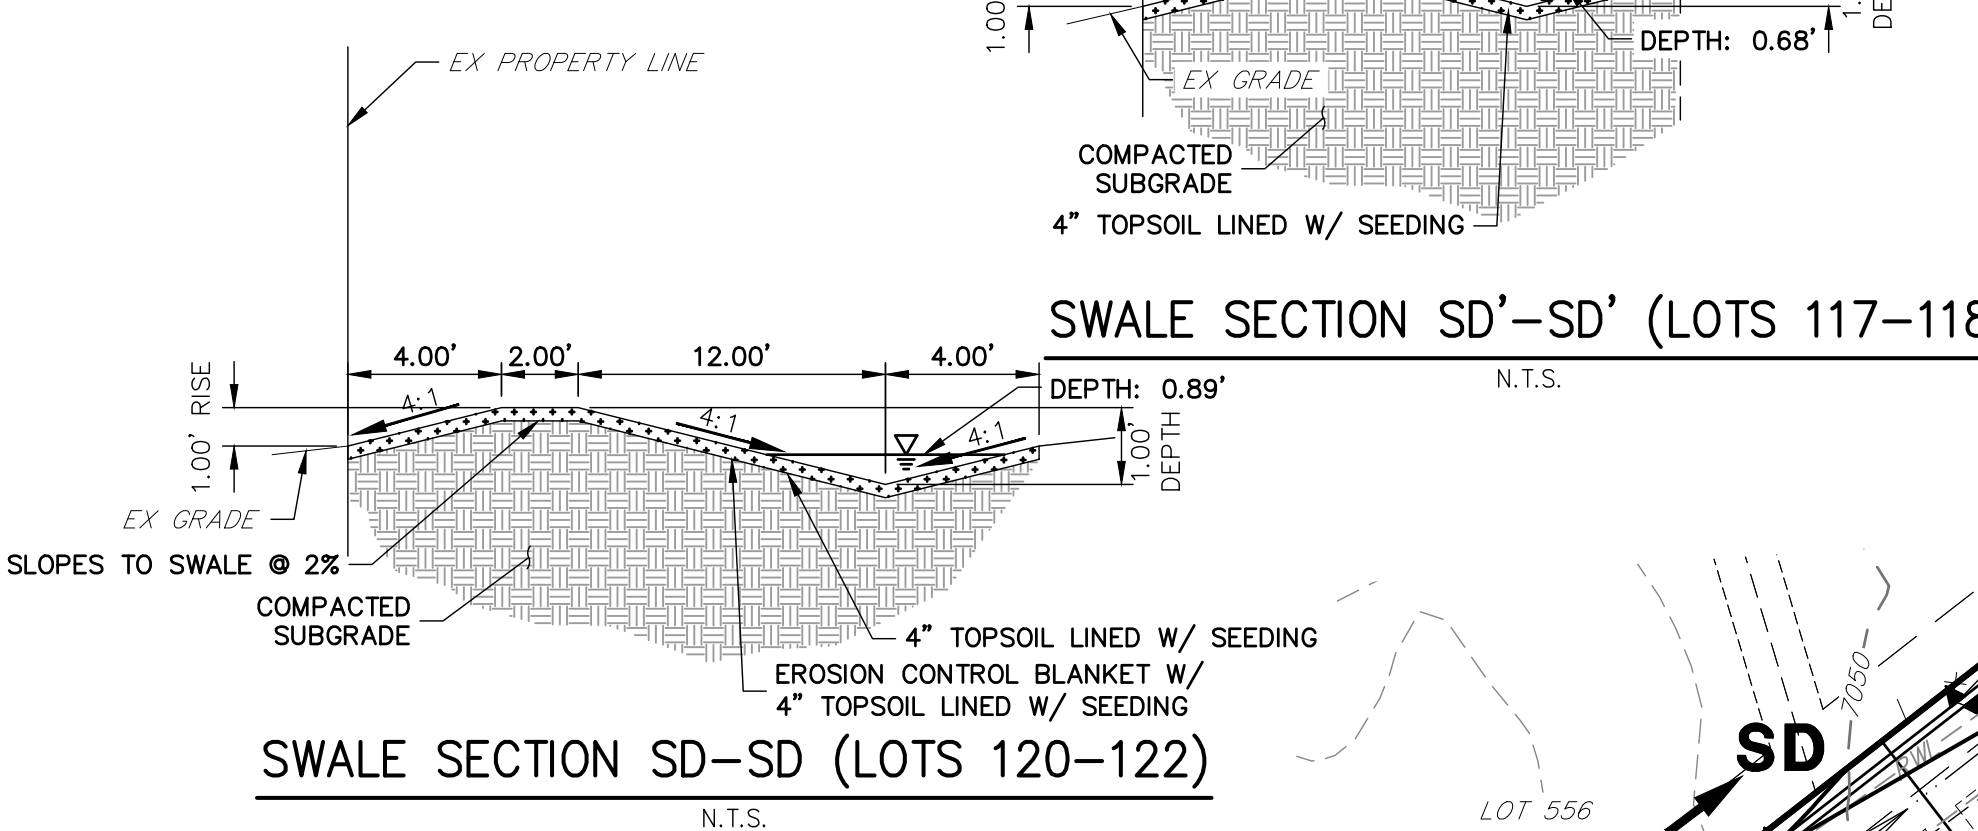 EX PROPERTY LINE
1.00'
DEPTH: 0.68'
EX GRADE
COMPACTED
SUBGRADE
4" TOPSOIL LINED W/ SEEDING
SWALE SECTION SD'-SD' (LOTS 117-118
N.T.S.
4.00'
2.00'
12.00'
4.00'
1.00' RISE
4:1
4:1
4:1
DEPTH: 0.89'
1.00'
DEPTH
EX GRADE
SLOPES TO SWALE @ 2%
COMPACTED
SUBGRADE
4" TOPSOIL LINED W/ SEEDING
EROSION CONTROL BLANKET W/
4" TOPSOIL LINED W/ SEEDING
SWALE SECTION SD-SD (LOTS 120-122)
N.T.S.
7050
SD
RW
LOT 556